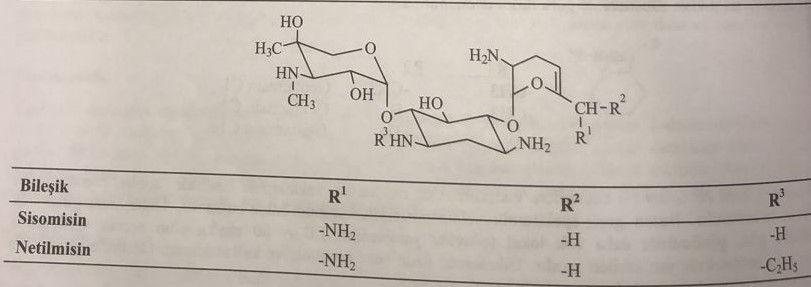 HO
H₃C
O
H₂N
HN
O
CH₃
OH
HO
CH-R²
O
O
R¹
R³HN
NH₂
Bileşik R¹ R² R³
Sisomisin -NH₂ -H -H
Netilmisin -NH₂ -H -C₂H₅